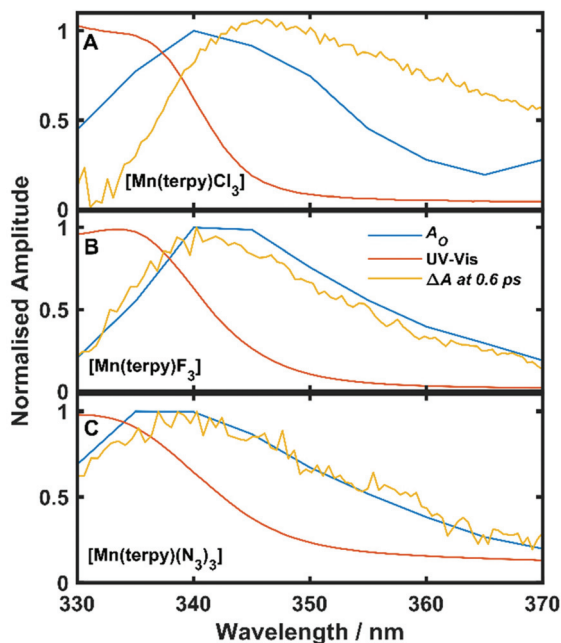 A
1
0.5
0
[Mn(terpy)Cl3]
B
1
0.5
0
Ao
UV-Vis
ΔA at 0.6 ps
[Mn(terpy)F3]
C
1
0.5
0
[Mn(terpy)(N3)3]
330 340 350 360 370
Wavelength / nm
Normalised Amplitude